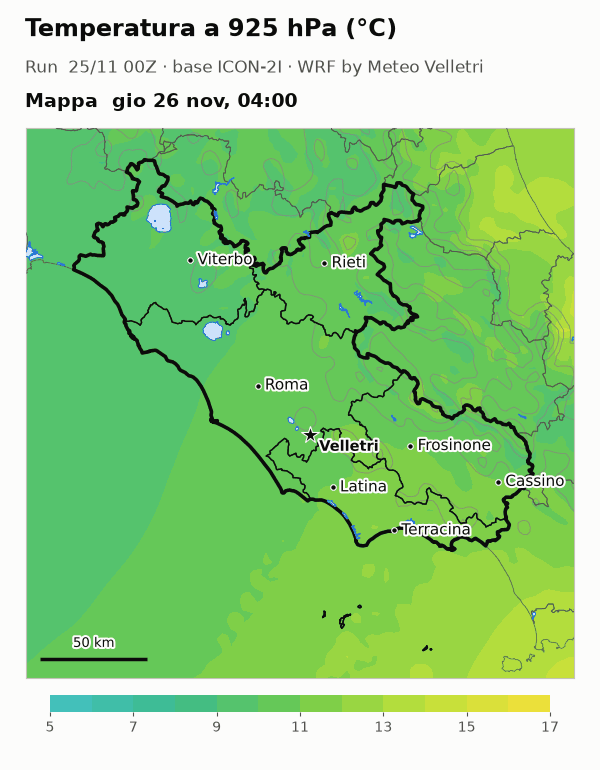 Temperatura a 925 hPa (°C)
Run 25/11 00Z · base ICON-2I · WRF by Meteo Velletri
Mappa gio 26 nov, 04:00
Viterbo
Rieti
Roma
Velletri
Frosinone
Cassino
Latina
Terracina
50 km
5 7 9 11 13 15 17